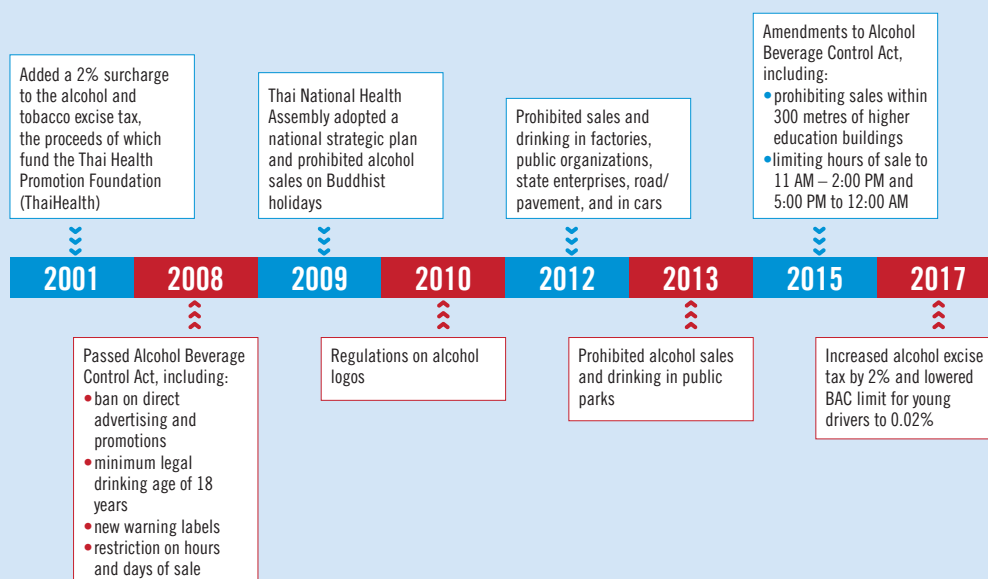 Added a 2% surcharge
to the alcohol and
tobacco excise tax,
the proceeds of which
fund the Thai Health
Promotion Foundation
(ThaiHealth)
Thai National Health
Assembly adopted a
national strategic plan
and prohibited alcohol
sales on Buddhist
holidays
Prohibited sales and
drinking in factories,
public organizations,
state enterprises, road/
pavement, and in cars
Amendments to Alcohol
Beverage Control Act,
including:
• prohibiting sales within
300 metres of higher
education buildings
• limiting hours of sale to
11 AM – 2:00 PM and
5:00 PM to 12:00 AM
2001 2008 2009 2010 2012 2013 2015 2017
Passed Alcohol Beverage
Control Act, including:
• ban on direct
advertising and
promotions
• minimum legal
drinking age of 18
years
• new warning labels
• restriction on hours
and days of sale
Regulations on alcohol
logos
Prohibited alcohol sales
and drinking in public
parks
Increased alcohol excise
tax by 2% and lowered
BAC limit for young
drivers to 0.02%